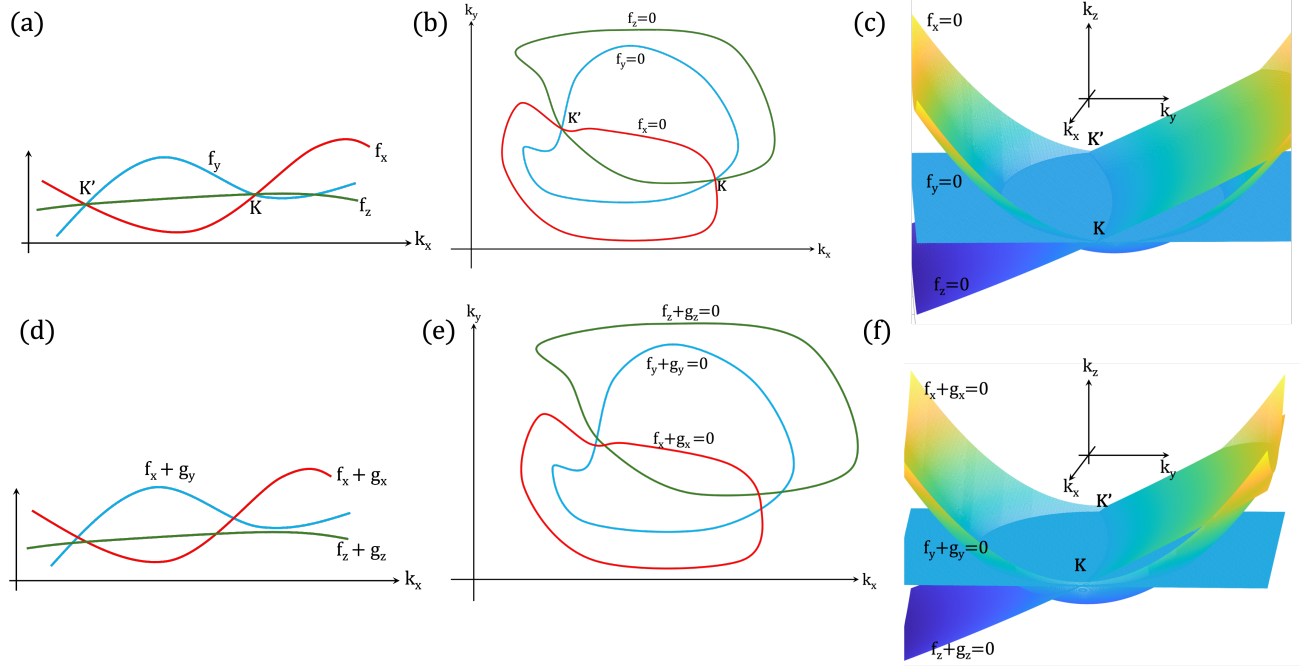 (a)
f_y
f_x
K'
K
f_z
k_x
(b)
k_y
f_z=0
f_y=0
K'
f_x=0
K
k_x
(c)
f_x=0
k_z
k_y
k_x
K'
f_y=0
K
f_z=0
(d)
f_x + g_y
f_x + g_x
f_z + g_z
k_x
(e)
k_y
f_z+g_z=0
f_y+g_y=0
f_x+g_x=0
k_x
(f)
k_z
f_x+g_x=0
k_y
k_x
K'
f_y+g_y=0
K
f_z+g_z=0